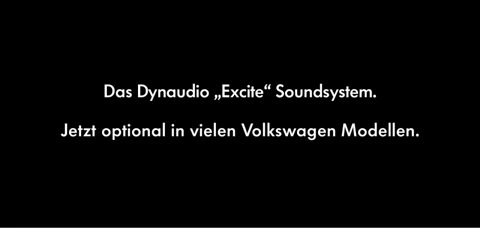 Das Dynaudio „Excite“ Soundsystem.
Jetzt optional in vielen Volkswagen Modellen.